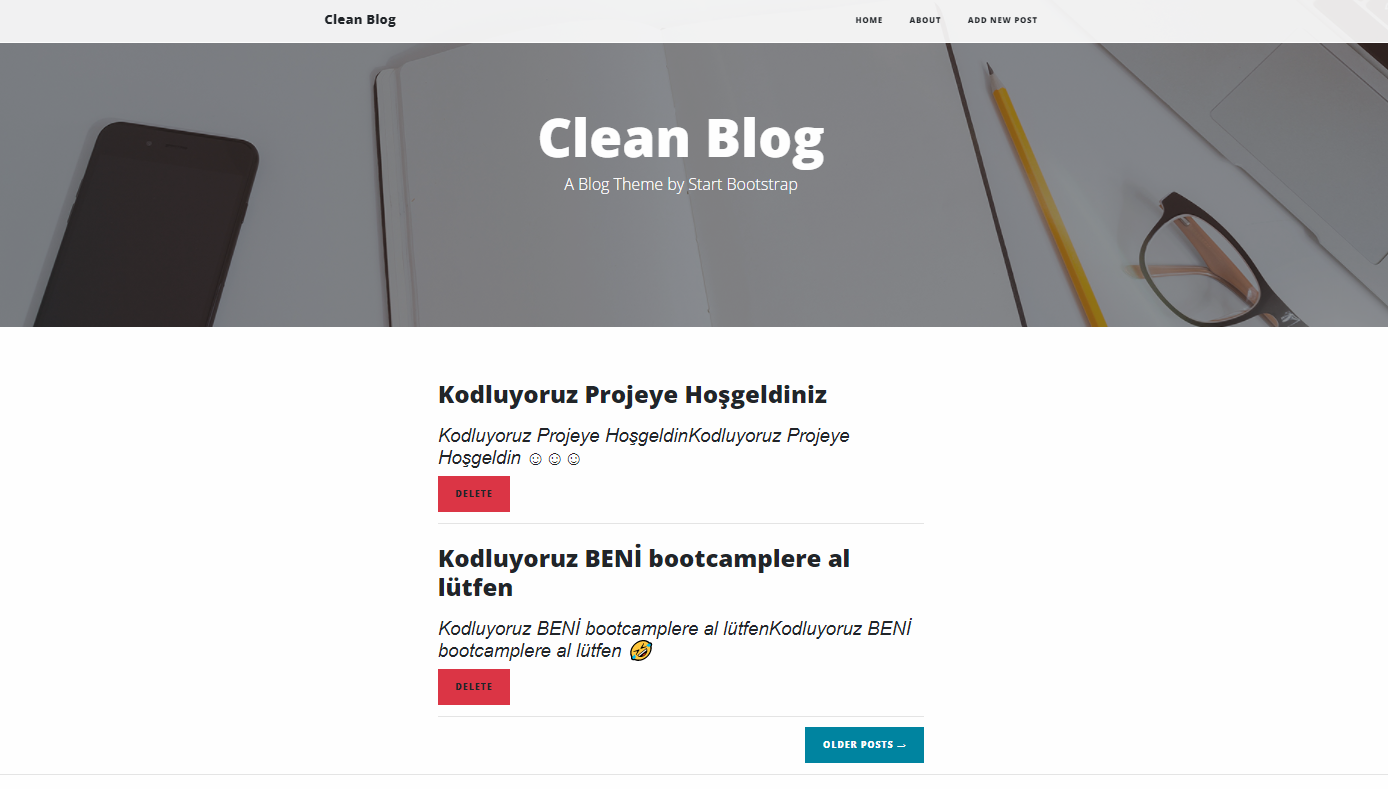 Clean Blog
HOME ABOUT ADD NEW POST
Clean Blog
A Blog Theme by Start Bootstrap
Kodluyoruz Projeye Hoşgeldiniz
Kodluyoruz Projeye HoşgeldinKodluyoruz Projeye
Hoşgeldin ☺☺☺
DELETE
Kodluyoruz BENİ bootcamplere al
lütfen
Kodluyoruz BENİ bootcamplere al lütfenKodluyoruz BENİ
bootcamplere al lütfen 🤣
DELETE
OLDER POSTS →